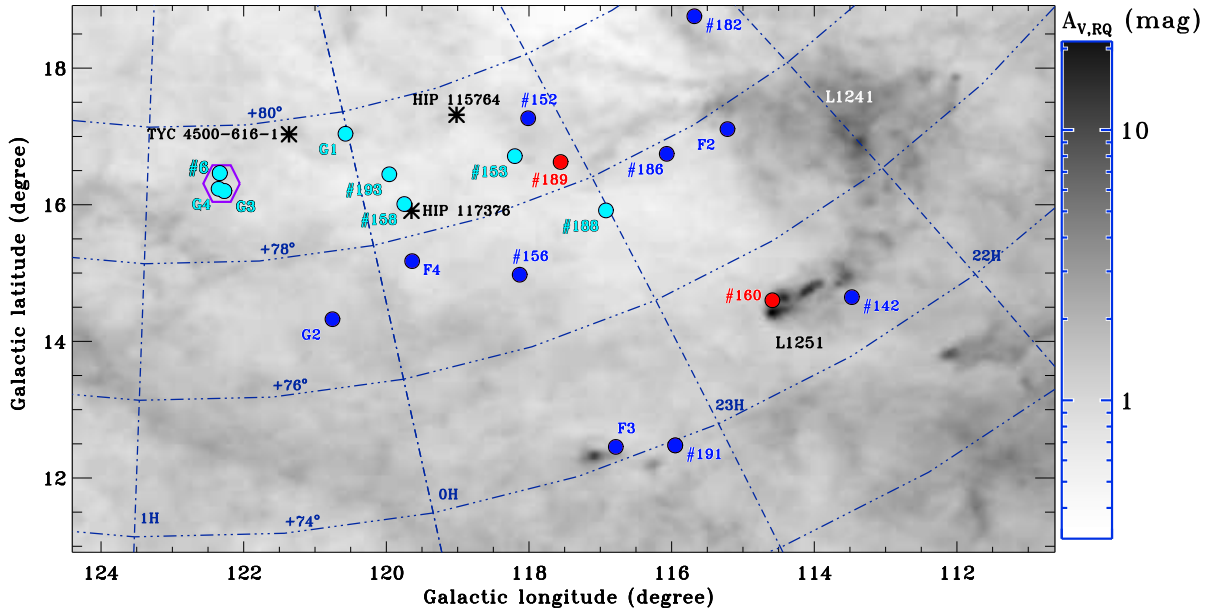 A_V,RQ (mag)
#182
18
HIP 115764
#152
L1241
+80°
TYC 4500-616-1
G1
F2
10
#6
#193
#153
#189
#186
16
G4
G3
#158
HIP 117376
#188
+78°
F4
#156
22H
#160
#142
14
G2
L1251
+76°
1
23H
F3
#191
12
0H
1H
+74°
124
122
120
118
116
114
112
Galactic longitude (degree)
Galactic latitude (degree)